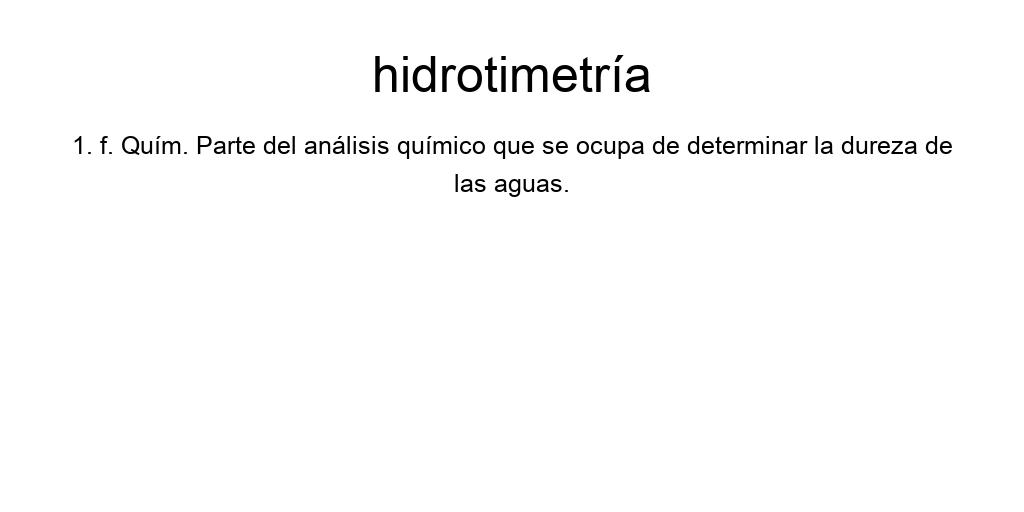 hidrotimetría
1. f. Quím. Parte del análisis químico que se ocupa de determinar la dureza de
las aguas.